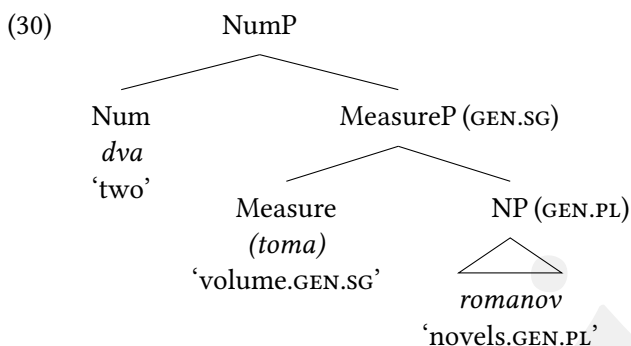 (30) NumP
Num MeasureP (GEN.SG)
dva
‘two’
Measure NP (GEN.PL)
(toma)
‘volume.GEN.SG’
romanov
‘novels.GEN.PL’